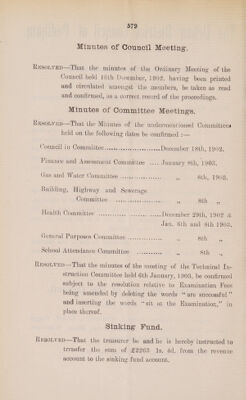 579
Minutes of Council Meeting.
RESOLVED—That the minutes of the Ordinary Meeting of the
Council held 18th December, 1902, having been printed
and circulated amongst the members, be taken as read
and confirmed, as a correct record of the proceedings.
Minutes of Committee Meetings.
RESOLVED—That the Minutes of the undermentioned Committees
held on the following dates be confirmed :—
Council in Committee..................December 18th, 1902.
Finance and Assessment Committee .... January 8th, 1903.
Gas and Water Committee .................. „ 8th, 1903.
Building, Highway and Sewerage
Committee .................. „ 8th „
Health Committee ..................December 29th, 1902 &
Jan. 6th and 8th 1903.
General Purposes Committee .................. „ 8th „
School Attendance Committee .................. „ 8th „
RESOLVED—That the minutes of the meeting of the Technical In-
struction Committee held 6th January, 1903, be confirmed
subject to the resolution relative to Examination Fees
being amended by deleting the words “are successful”
and inserting the words “sit at the Examination,” in
place thereof.
Sinking Fund.
RESOLVED—That the treasurer be and he is hereby instructed to
transfer the sum of £2263 1s. 4d. from the revenue
account to the sinking fund account.